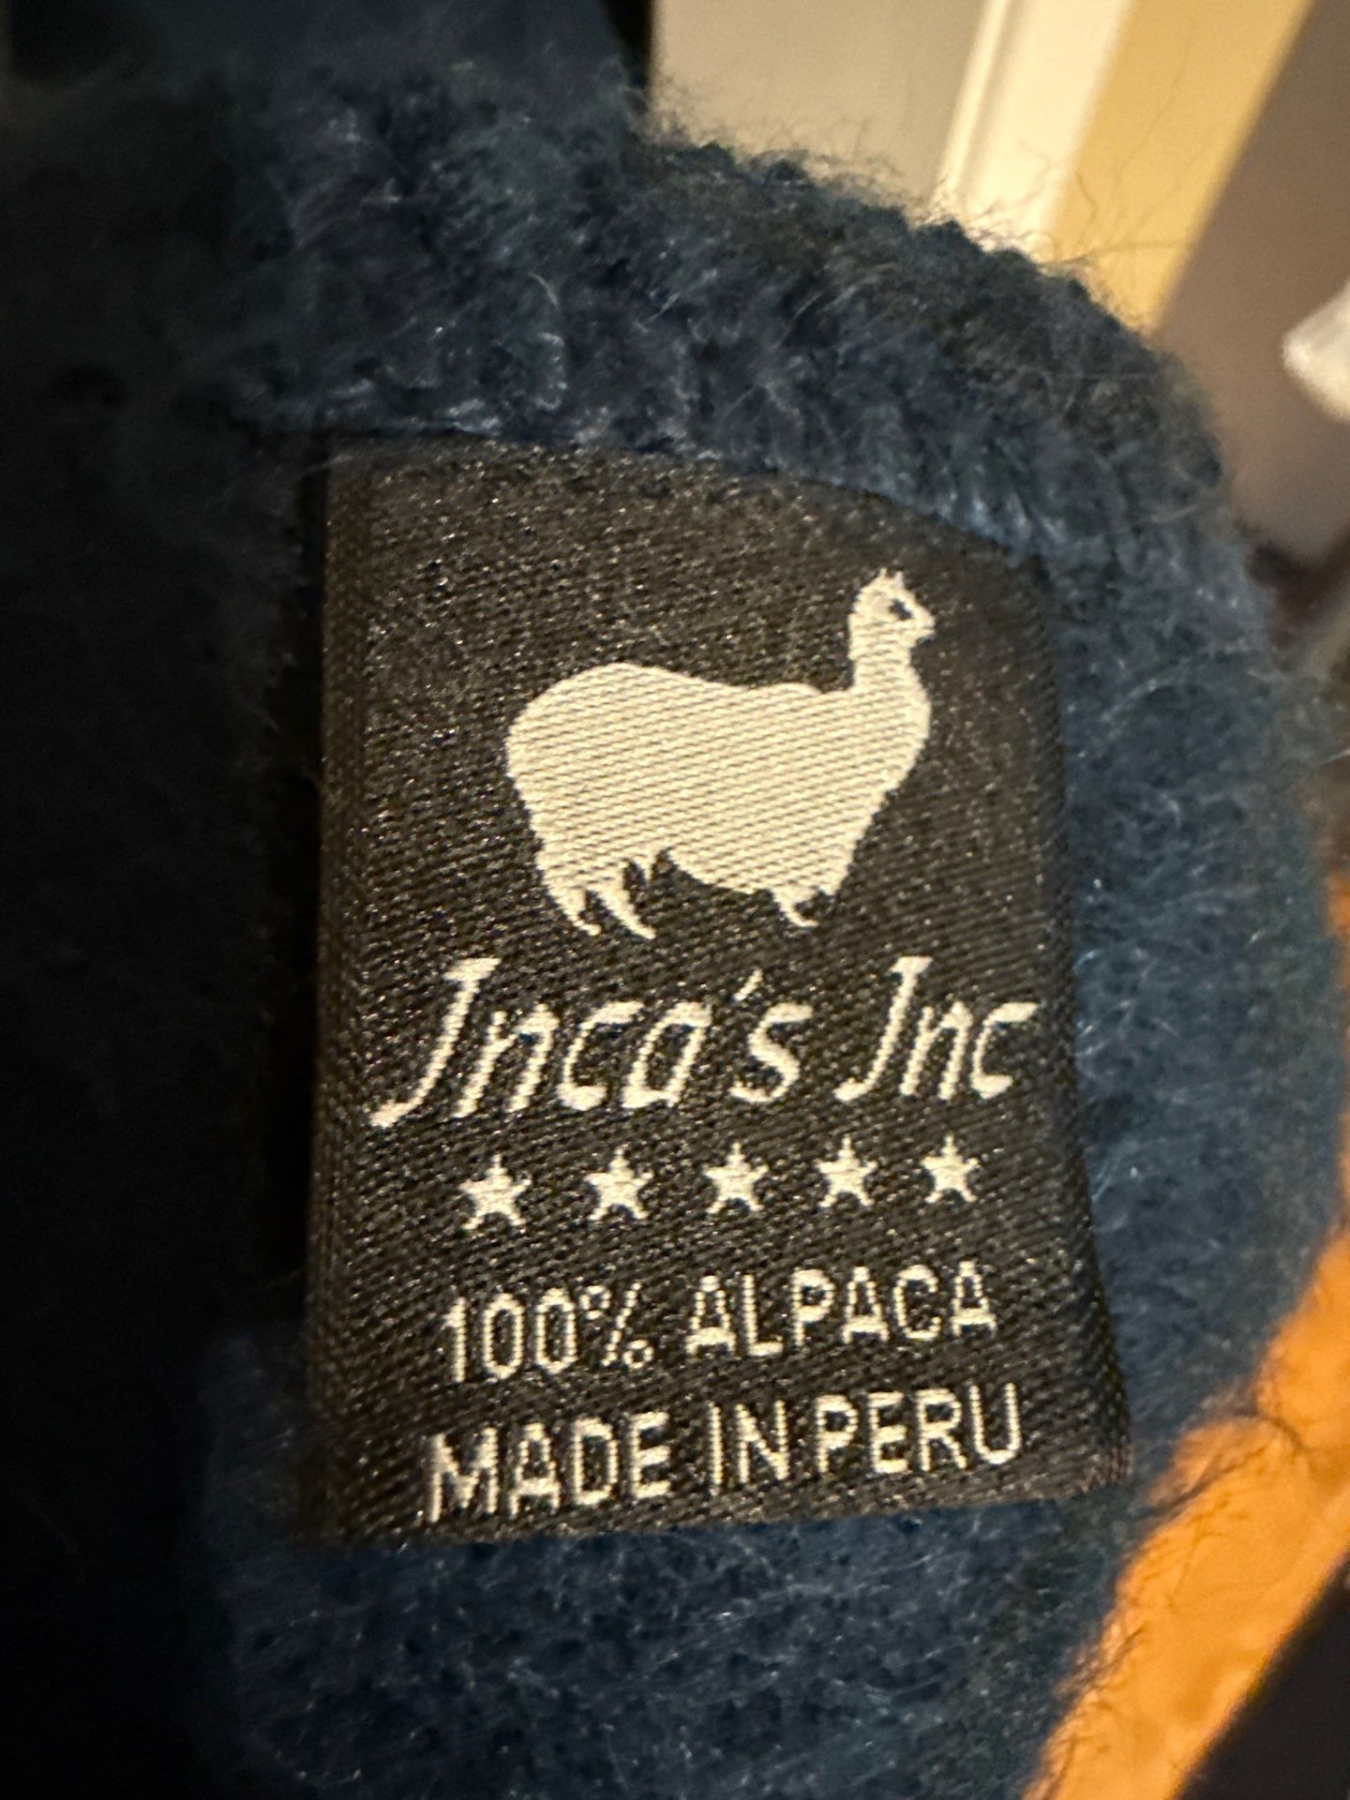 Inca's Inc
★ ★ ★ ★ ★
100% ALPACA
MADE IN PERU